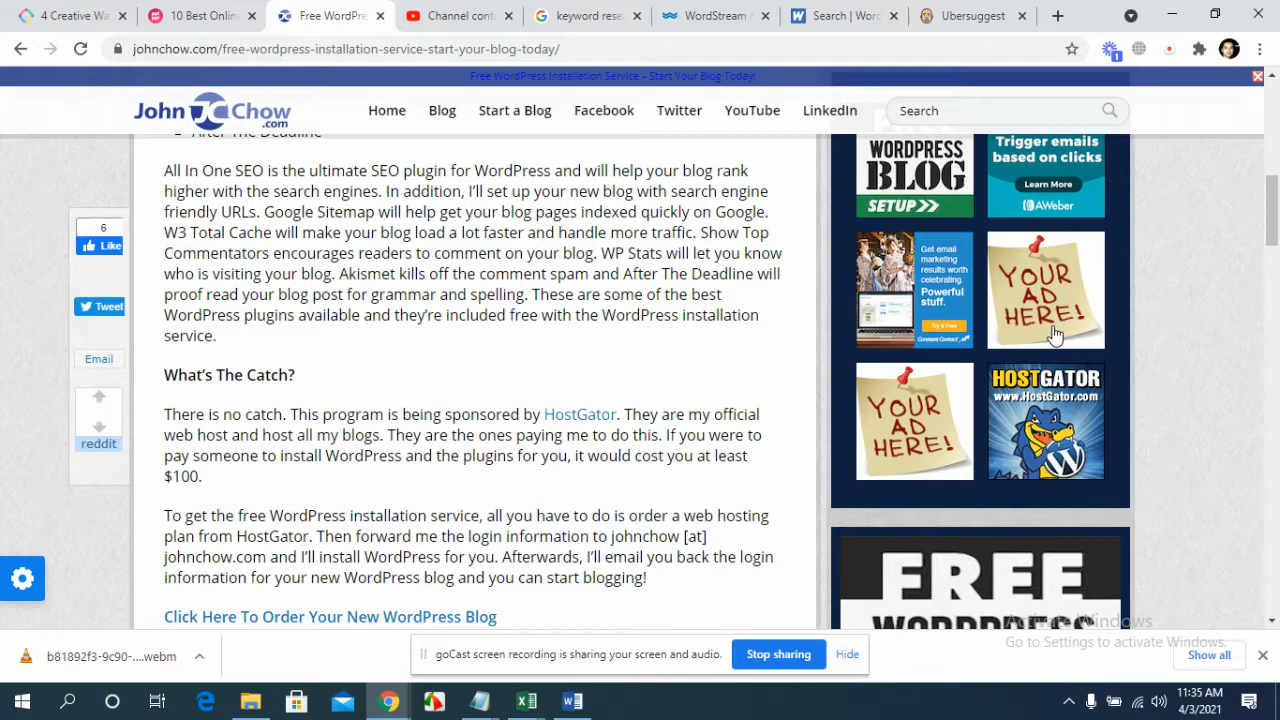 4 Creative Wa
10 Best Onlin
Free WordPre
Channel cont
keyword rese
WordStream
Search | Word
Ubersuggest
johnchow.com/free-wordpress-installation-service-start-your-blog-today/
1
Free WordPress Installation Service – Start Your Blog Today!
John Chow .com
Home
Blog
Start a Blog
Facebook
Twitter
YouTube
LinkedIn
Search
After The Deadline
All In One SEO is the ultimate SEO plugin for WordPress and will help your blog rank
higher with the search engines. In addition, I'll set up your new blog with search engine
friendly URLs. Google Sitemap will help get your blog pages indexed quickly on Google.
W3 Total Cache will make your blog load a lot faster and handle more traffic. Show Top
Commentators encourages readers to comment on your blog. WP Stats will let you know
who is visiting your blog. Akismet kills off the comment spam and After The Deadline will
proof read your blog post for grammar and spelling. These are some of the best
WordPress plugins available and they're included free with the WordPress installation
service.
What's The Catch?
There is no catch. This program is being sponsored by HostGator. They are my official
web host and host all my blogs. They are the ones paying me to do this. If you were to
pay someone to install WordPress and the plugins for you, it would cost you at least
$100.
To get the free WordPress installation service, all you have to do is order a web hosting
plan from HostGator. Then forward me the login information to johnchow [at]
johnchow.com and I'll install WordPress for you. Afterwards, I'll email you back the login
information for your new WordPress blog and you can start blogging!
Click Here To Order Your New WordPress Blog
6
Like
Tweet
Email
reddit
WORDPRESS
BLOG
SETUP>>
Trigger emails
based on clicks
Learn More
AWeber
Get email
marketing
results worth
celebrating.
Powerful
stuff.
Try it Free
Constant Contact
YOUR
AD
HERE!
YOUR
AD
HERE!
HOSTGATOR
www.HostGator.com
FREE
WORDPRESS
Activate Windows
Go to Settings to activate Windows.
b81892f3-9c90-....webm
gocast screen recording is sharing your screen and audio.
Stop sharing
Hide
Show all
11:35 AM
4/3/2021